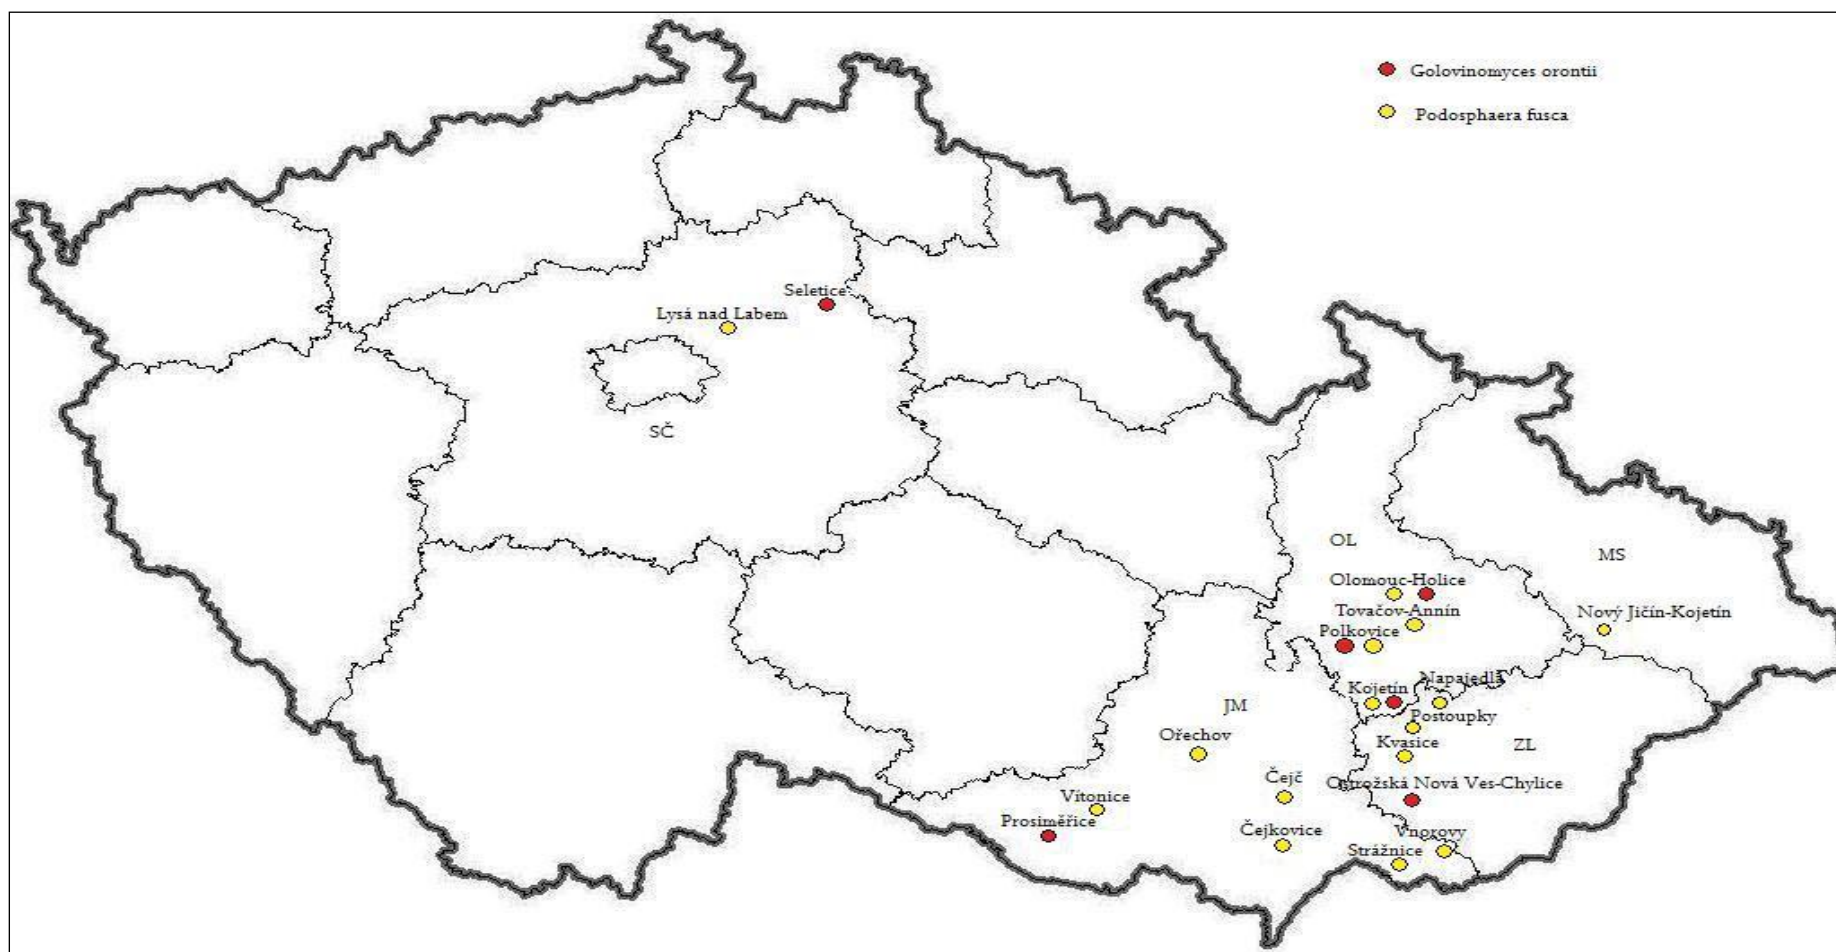 Golovinomyces orontii
Podosphaera fusca
Seletice
Lysá nad Labem
SČ
OL
MS
Olomouc-Holice
Tovačov-Annín
Nový Jičín-Kojetín
Polkovice
Napajedla
Kojetín
JM
Postoupky
Ořechov
Kvasice
ZL
Čejč
Ostrožská Nová Ves-Chylice
Vítonice
Prosiměřice
Čejkovice
Vnorovy
Strážnice